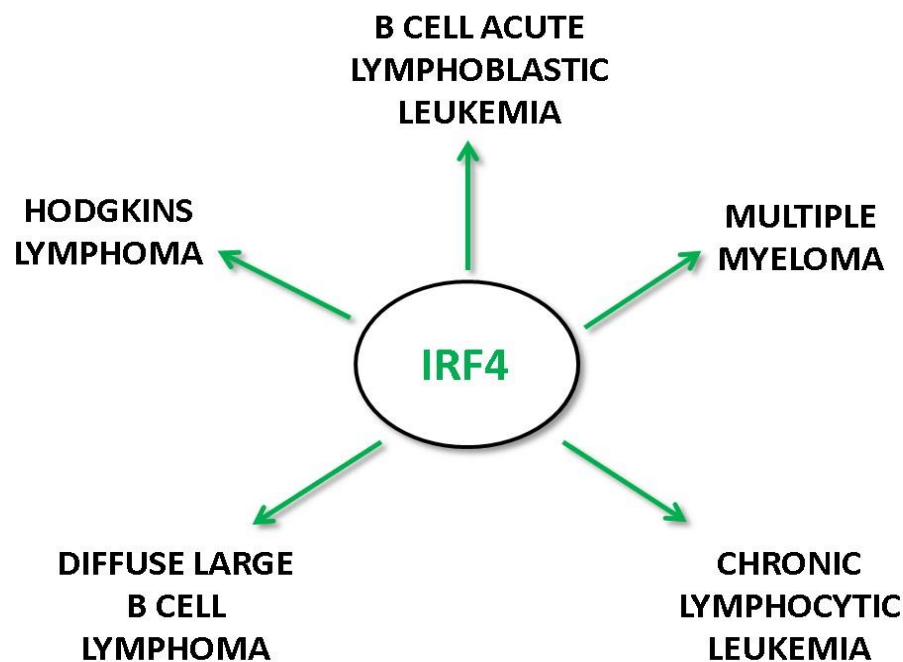 B CELL ACUTE
LYMPHOBLASTIC
LEUKEMIA
HODGKINS
LYMPHOMA
MULTIPLE
MYELOMA
IRF4
DIFFUSE LARGE
B CELL
LYMPHOMA
CHRONIC
LYMPHOCYTIC
LEUKEMIA